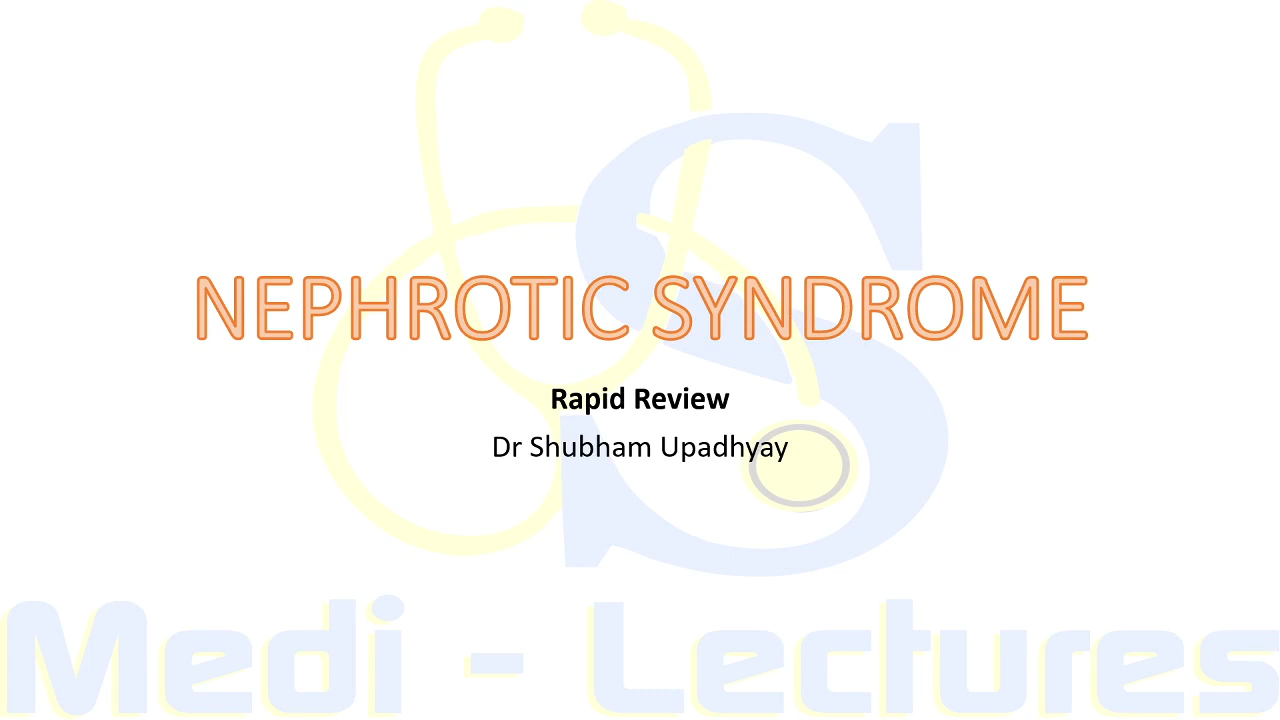 NEPHROTIC SYNDROME
Rapid Review
Dr Shubham Upadhyay
S
Medi - Lectures